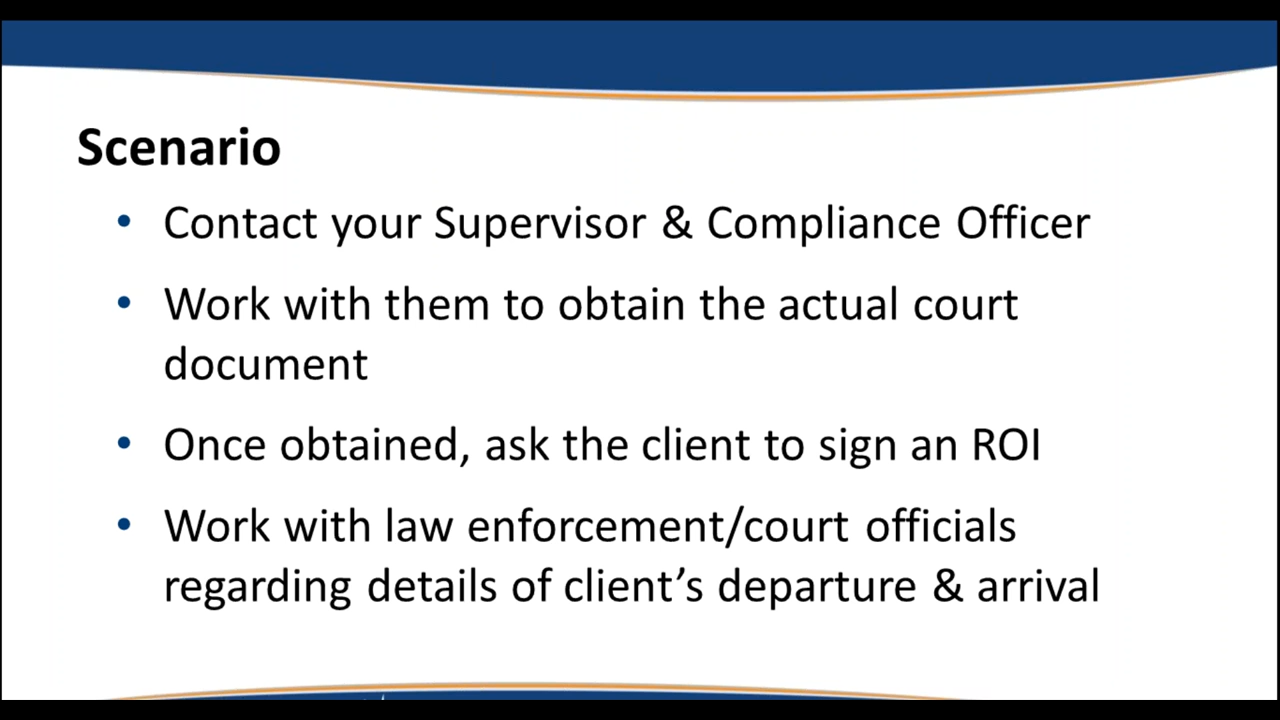 Scenario
• Contact your Supervisor & Compliance Officer
• Work with them to obtain the actual court
document
• Once obtained, ask the client to sign an ROI
• Work with law enforcement/court officials
regarding details of client’s departure & arrival